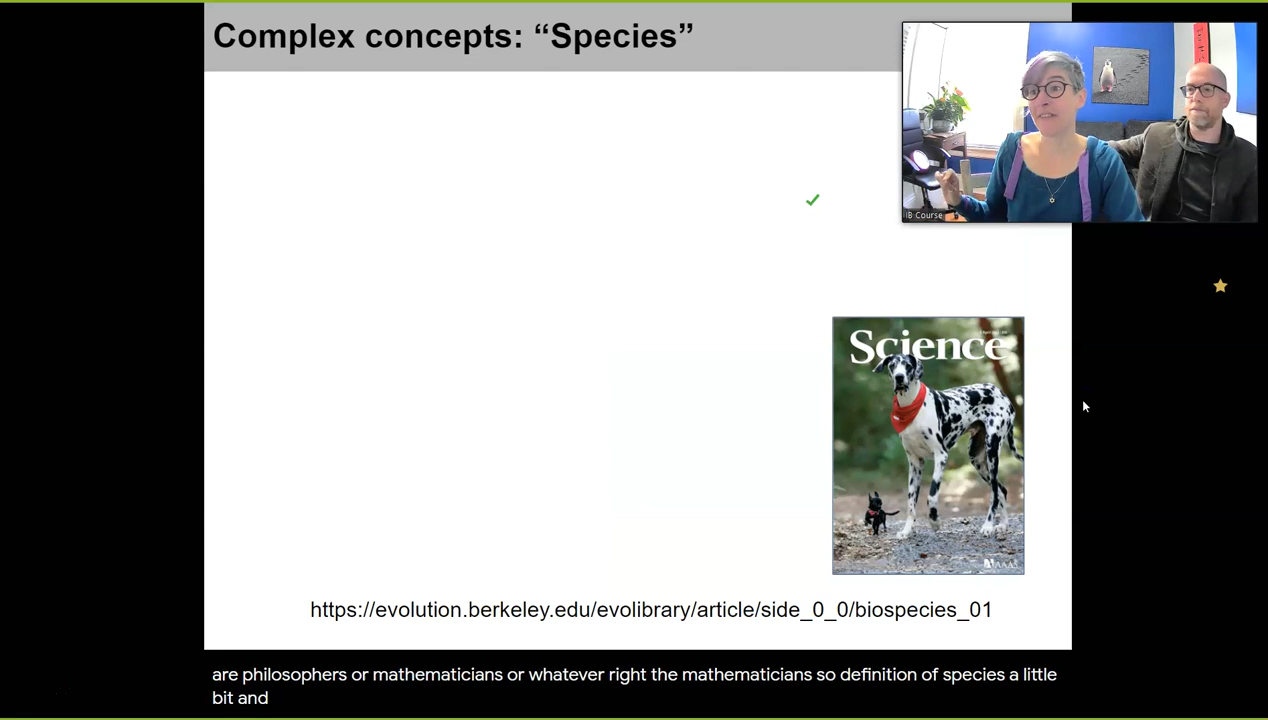 Complex concepts: “Species”
IB Course
Science
AAAS
https://evolution.berkeley.edu/evolibrary/article/side_0_0/biospecies_01
are philosophers or mathematicians or whatever right the mathematicians so definition of species a little
bit and